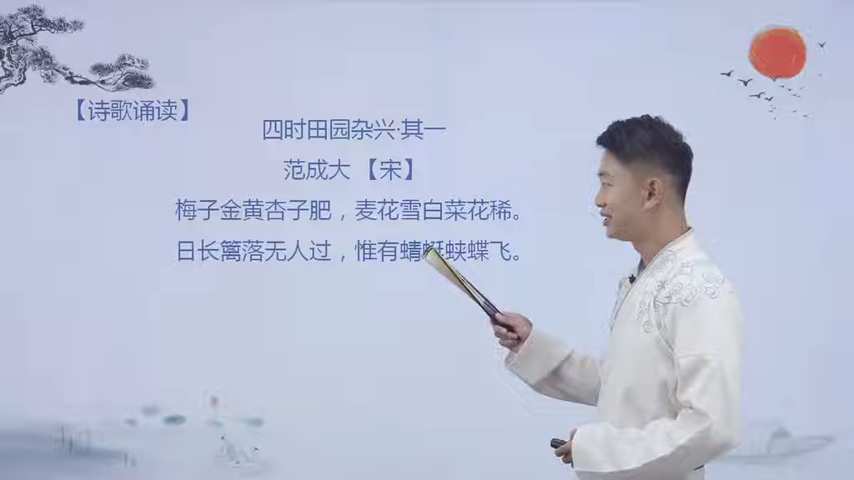 【诗歌诵读】
四时田园杂兴·其一
范成大 【宋】
梅子金黄杏子肥，麦花雪白菜花稀。
日长篱落无人过，惟有蜻蜓蛱蝶飞。